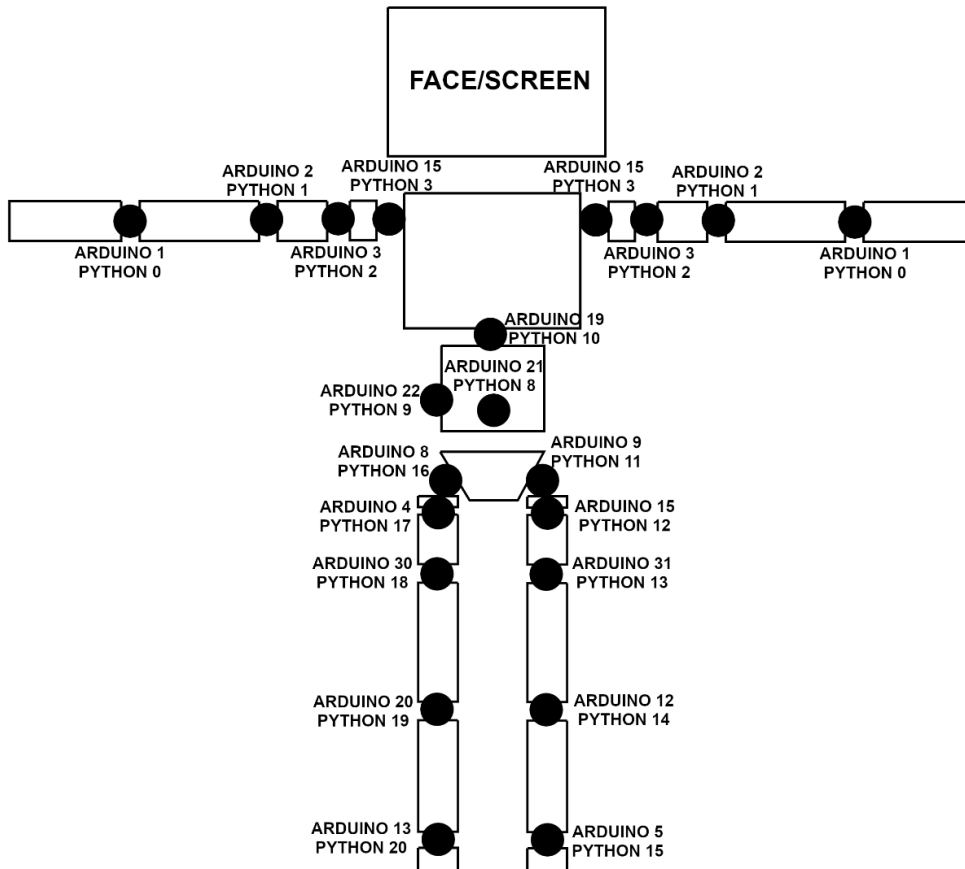 FACE/SCREEN
ARDUINO 2
PYTHON 1
ARDUINO 15
PYTHON 3
ARDUINO 15
PYTHON 3
ARDUINO 2
PYTHON 1
ARDUINO 1
PYTHON 0
ARDUINO 3
PYTHON 2
ARDUINO 3
PYTHON 2
ARDUINO 1
PYTHON 0
ARDUINO 19
PYTHON 10
ARDUINO 21
PYTHON 8
ARDUINO 22
PYTHON 9
ARDUINO 8
PYTHON 16
ARDUINO 9
PYTHON 11
ARDUINO 4
PYTHON 17
ARDUINO 15
PYTHON 12
ARDUINO 30
PYTHON 18
ARDUINO 31
PYTHON 13
ARDUINO 20
PYTHON 19
ARDUINO 12
PYTHON 14
ARDUINO 13
PYTHON 20
ARDUINO 5
PYTHON 15